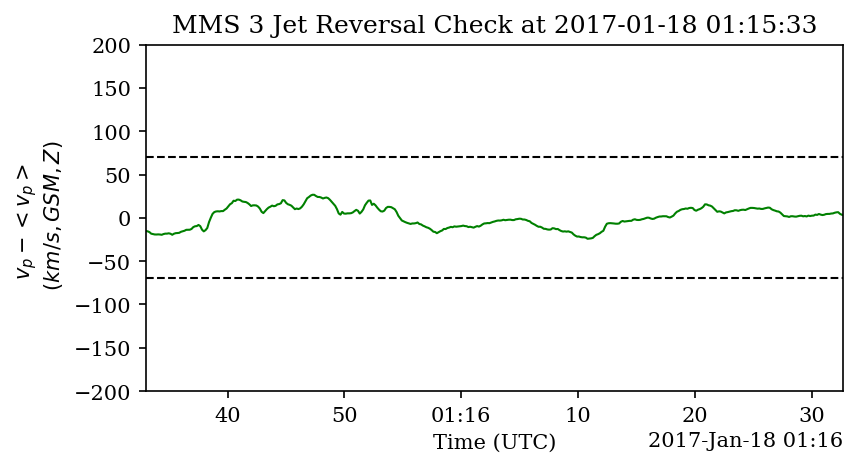 MMS 3 Jet Reversal Check at 2017-01-18 01:15:33
200
150
100
50
0
−50
−100
−150
−200
v_p − < v_p >
(km/s, GSM, Z)
40 50 01:16 10 20 30
Time (UTC)
2017-Jan-18 01:16